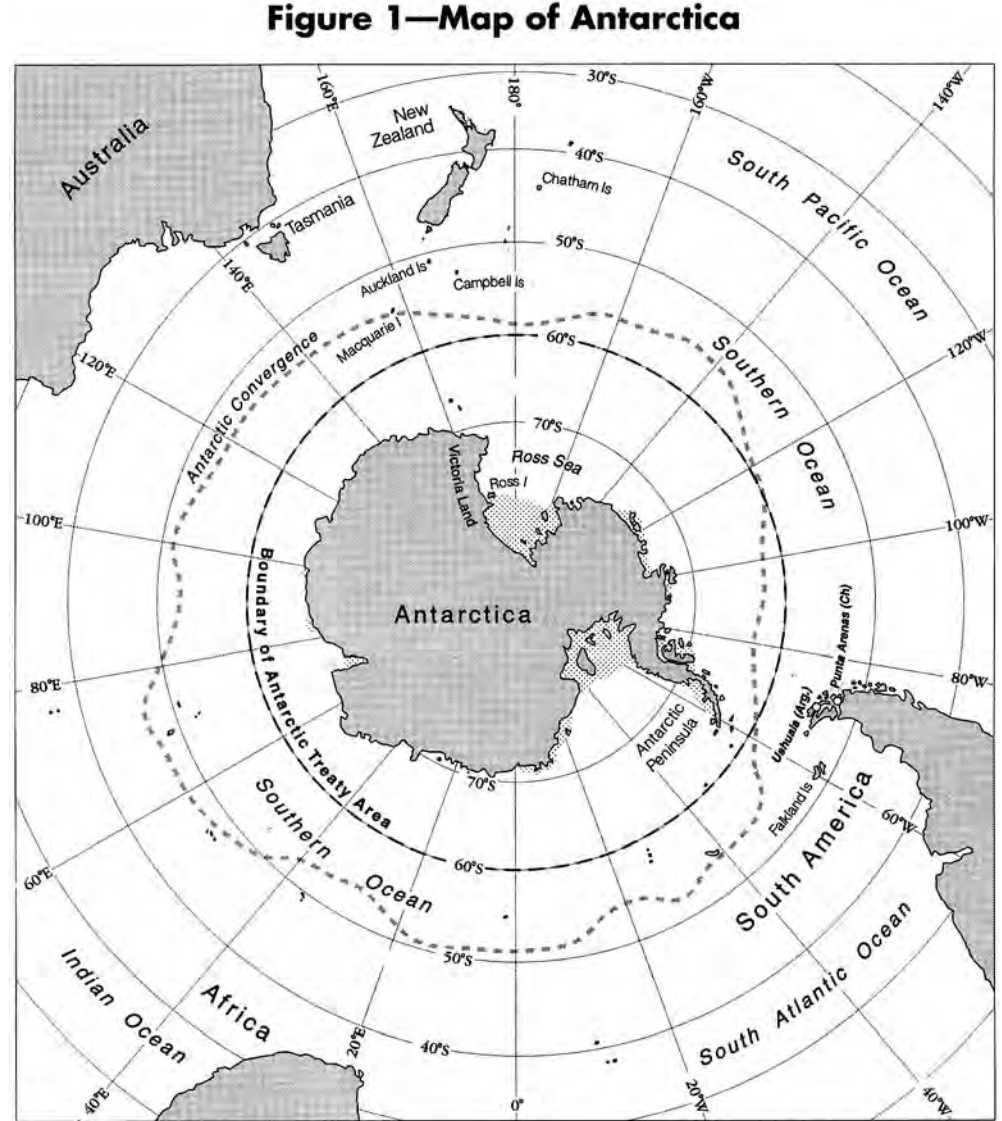 Figure 1—Map of Antarctica
160°E
180°
30°S
160°W
140°W
Australia
New
Zealand
40°S
Chatham Is
South Pacific Ocean
Tasmania
140°E
50°S
Auckland Is
Campbell Is
Macquarie I
60°S
120°W
120°E
Antarctic Convergence
Southern Ocean
70°S
Ross Sea
Ross I
Victoria Land
100°E
100°W
Boundary of Antarctic Treaty Area
Antarctica
Punta Arenas (Ch)
80°E
80°W
Ushuaia (Arg.)
Antarctic
Peninsula
70°S
Falkland Is
60°W
Southern Ocean
60°S
South America
60°E
50°S
Indian Ocean
Africa
South Atlantic Ocean
20°E
40°S
40°E
0°
20°W
40°W